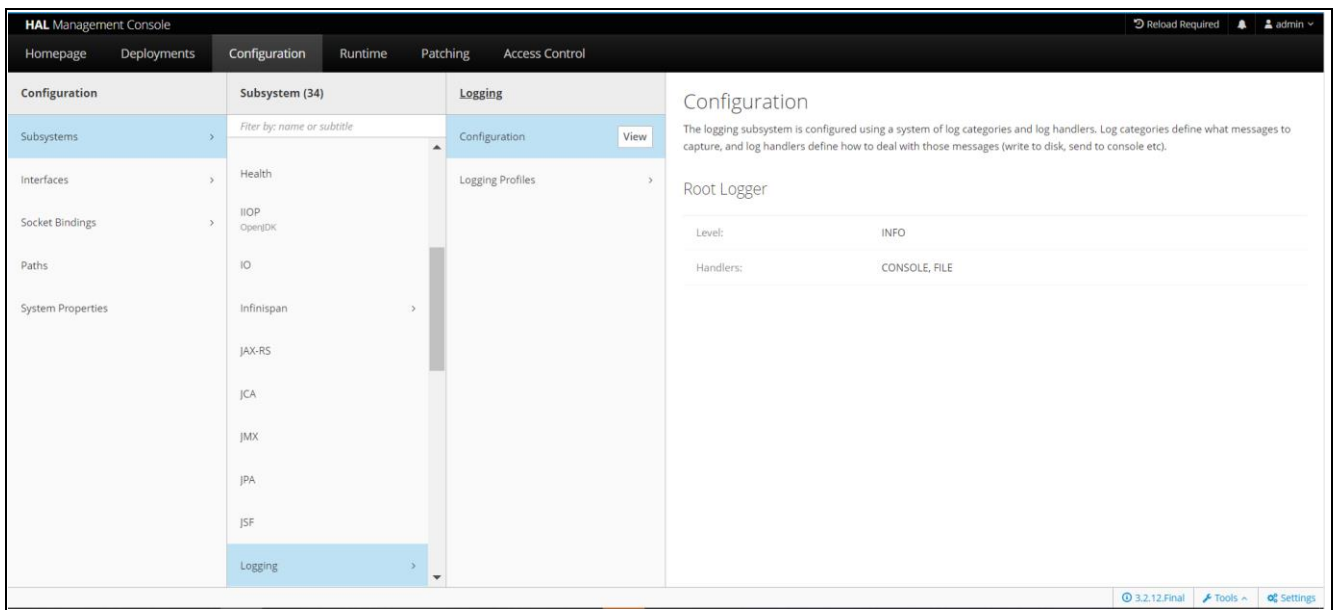 HAL Management Console
Reload Required
admin
Homepage Deployments Configuration Runtime Patching Access Control
Configuration
Subsystems
Interfaces
Socket Bindings
Paths
System Properties
Subsystem (34)
Fiter by: name or subtitle
Health
IIOP
OpenJDK
IO
Infinispan
JAX-RS
JCA
JMX
JPA
JSF
Logging
Logging
Configuration View
Logging Profiles
Configuration
The logging subsystem is configured using a system of log categories and log handlers. Log categories define what messages to
capture, and log handlers define how to deal with those messages (write to disk, send to console etc).
Root Logger
Level: INFO
Handlers: CONSOLE, FILE
3.2.12.Final Tools Settings